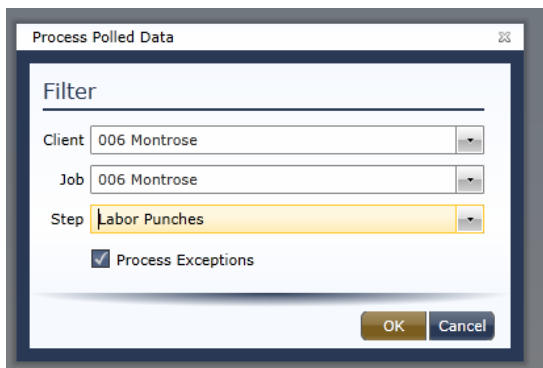 Process Polled Data
Filter
Client 006 Montrose
Job 006 Montrose
Step Labor Punches
Process Exceptions
OK Cancel